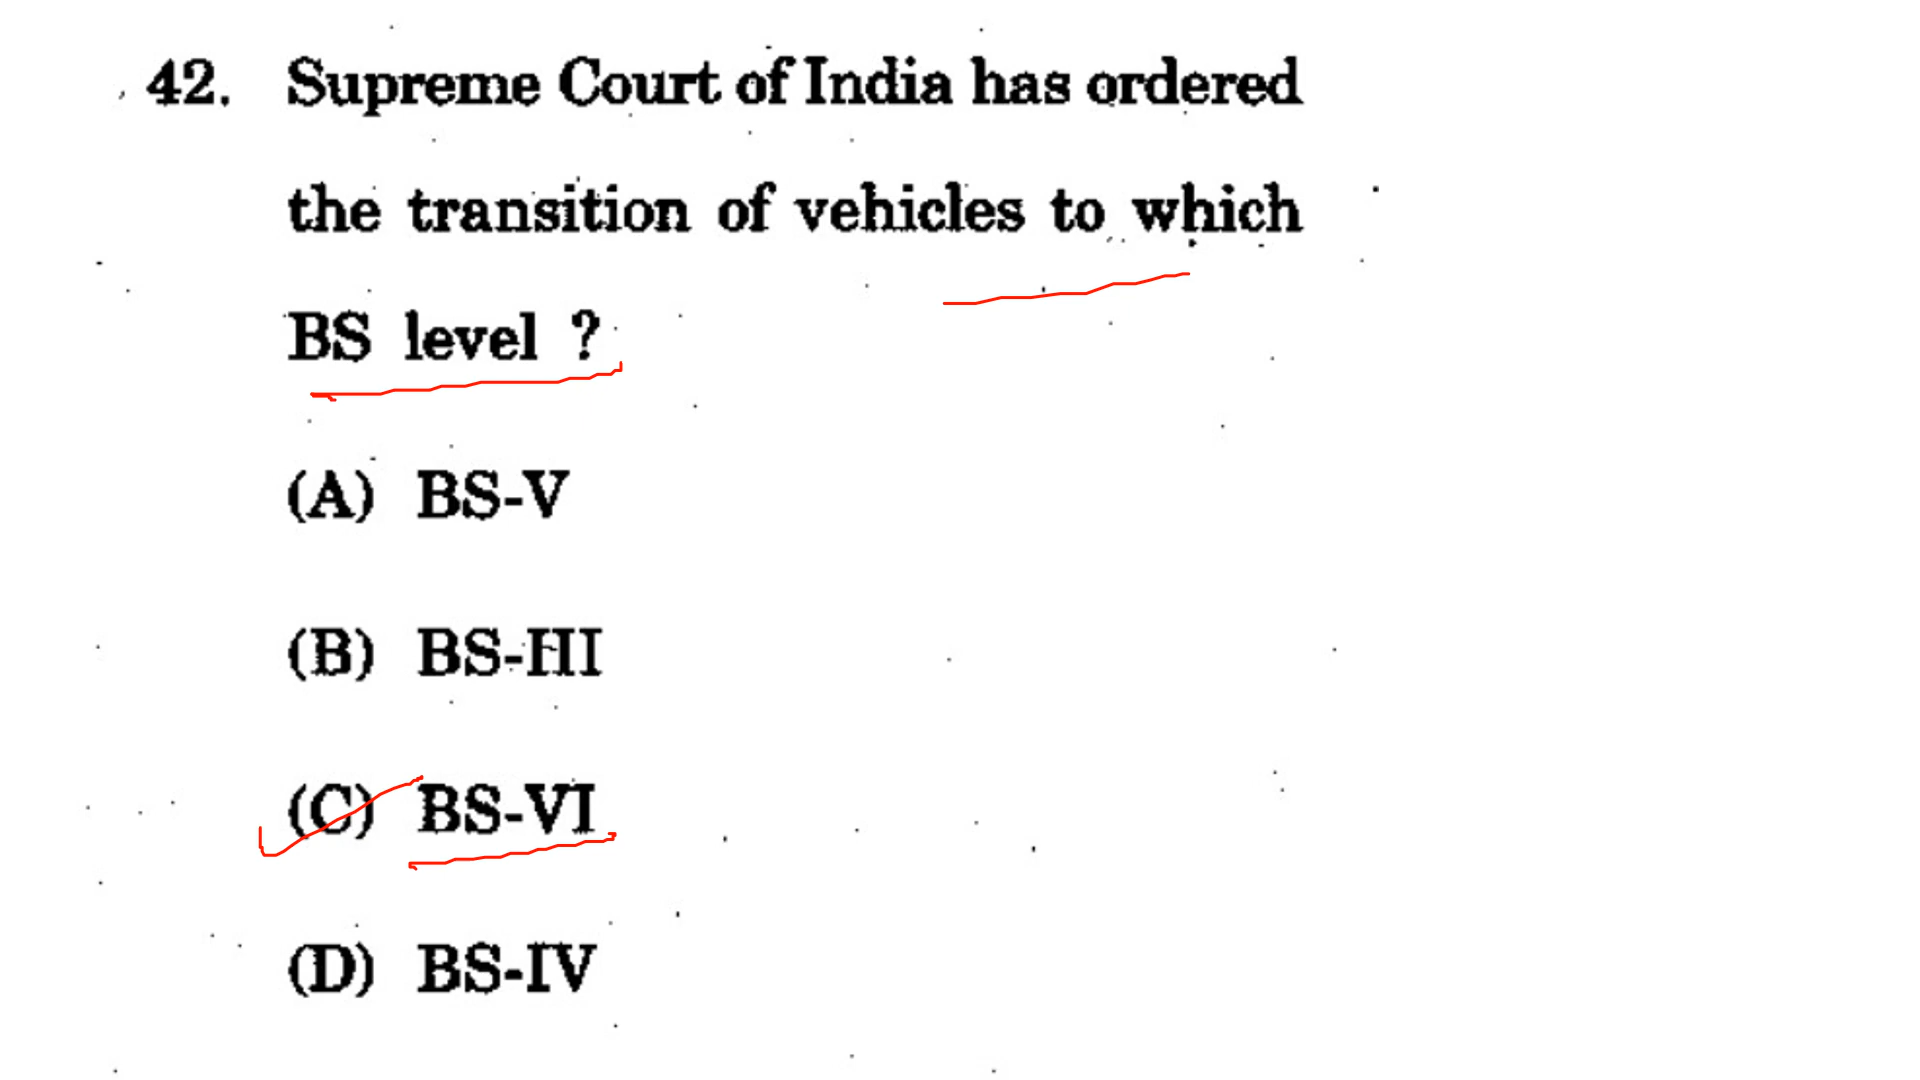 42. Supreme Court of India has ordered
the transition of vehicles to which
BS level ?
(A) BS-V
(B) BS-III
(C) BS-VI
(D) BS-IV